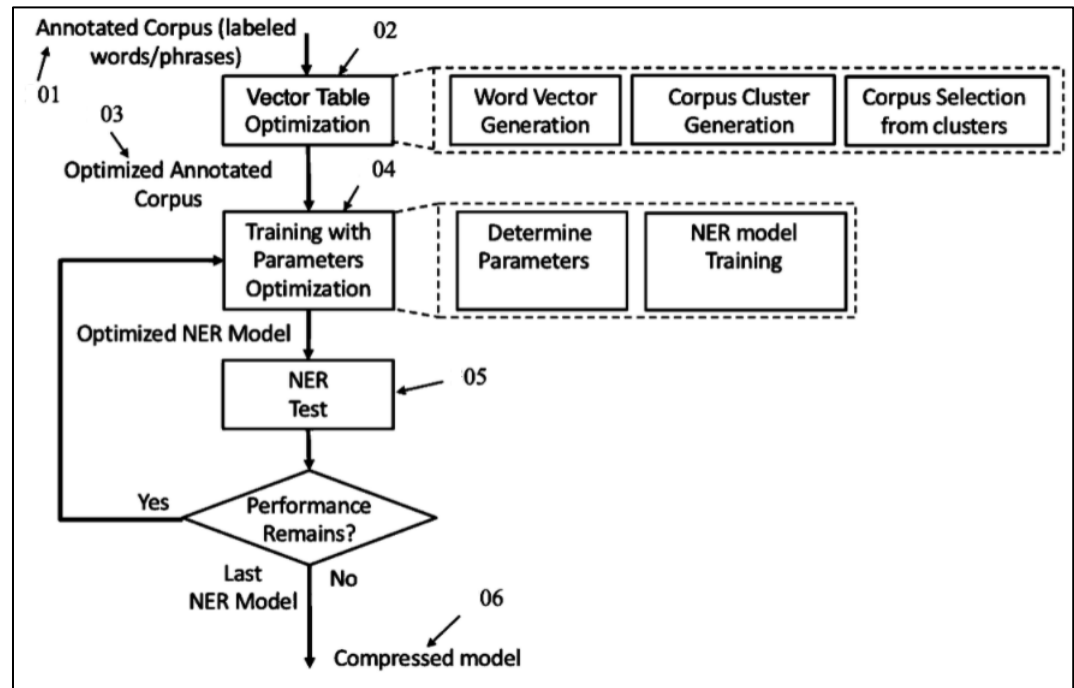 Annotated Corpus (labeled
words/phrases)
01
02
Vector Table
Optimization
Word Vector
Generation
Corpus Cluster
Generation
Corpus Selection
from clusters
03
Optimized Annotated
Corpus
04
Training with
Parameters
Optimization
Determine
Parameters
NER model
Training
Optimized NER Model
NER
Test
05
Performance
Remains?
Yes
Last
NER Model
No
06
Compressed model